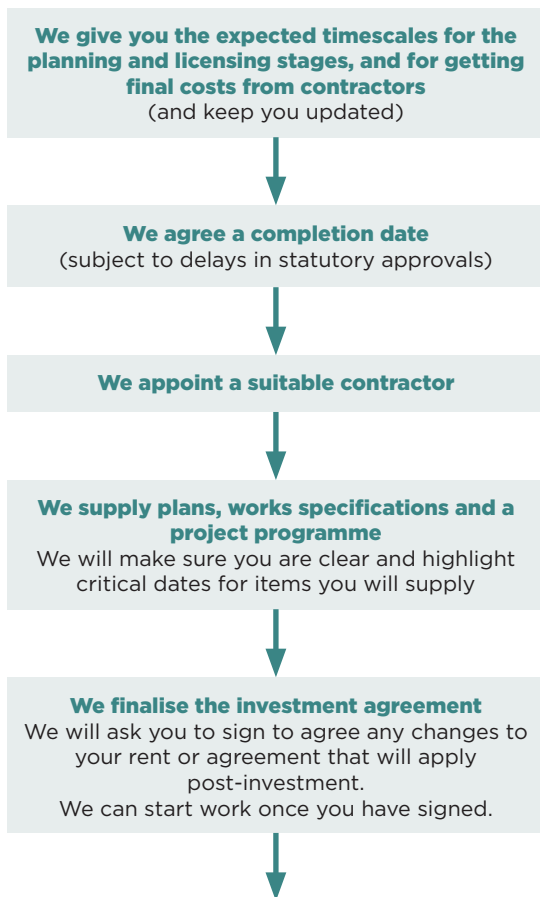 We give you the expected timescales for the
planning and licensing stages, and for getting
final costs from contractors
(and keep you updated)
We agree a completion date
(subject to delays in statutory approvals)
We appoint a suitable contractor
We supply plans, works specifications and a
project programme
We will make sure you are clear and highlight
critical dates for items you will supply
We finalise the investment agreement
We will ask you to sign to agree any changes to
your rent or agreement that will apply
post-investment.
We can start work once you have signed.